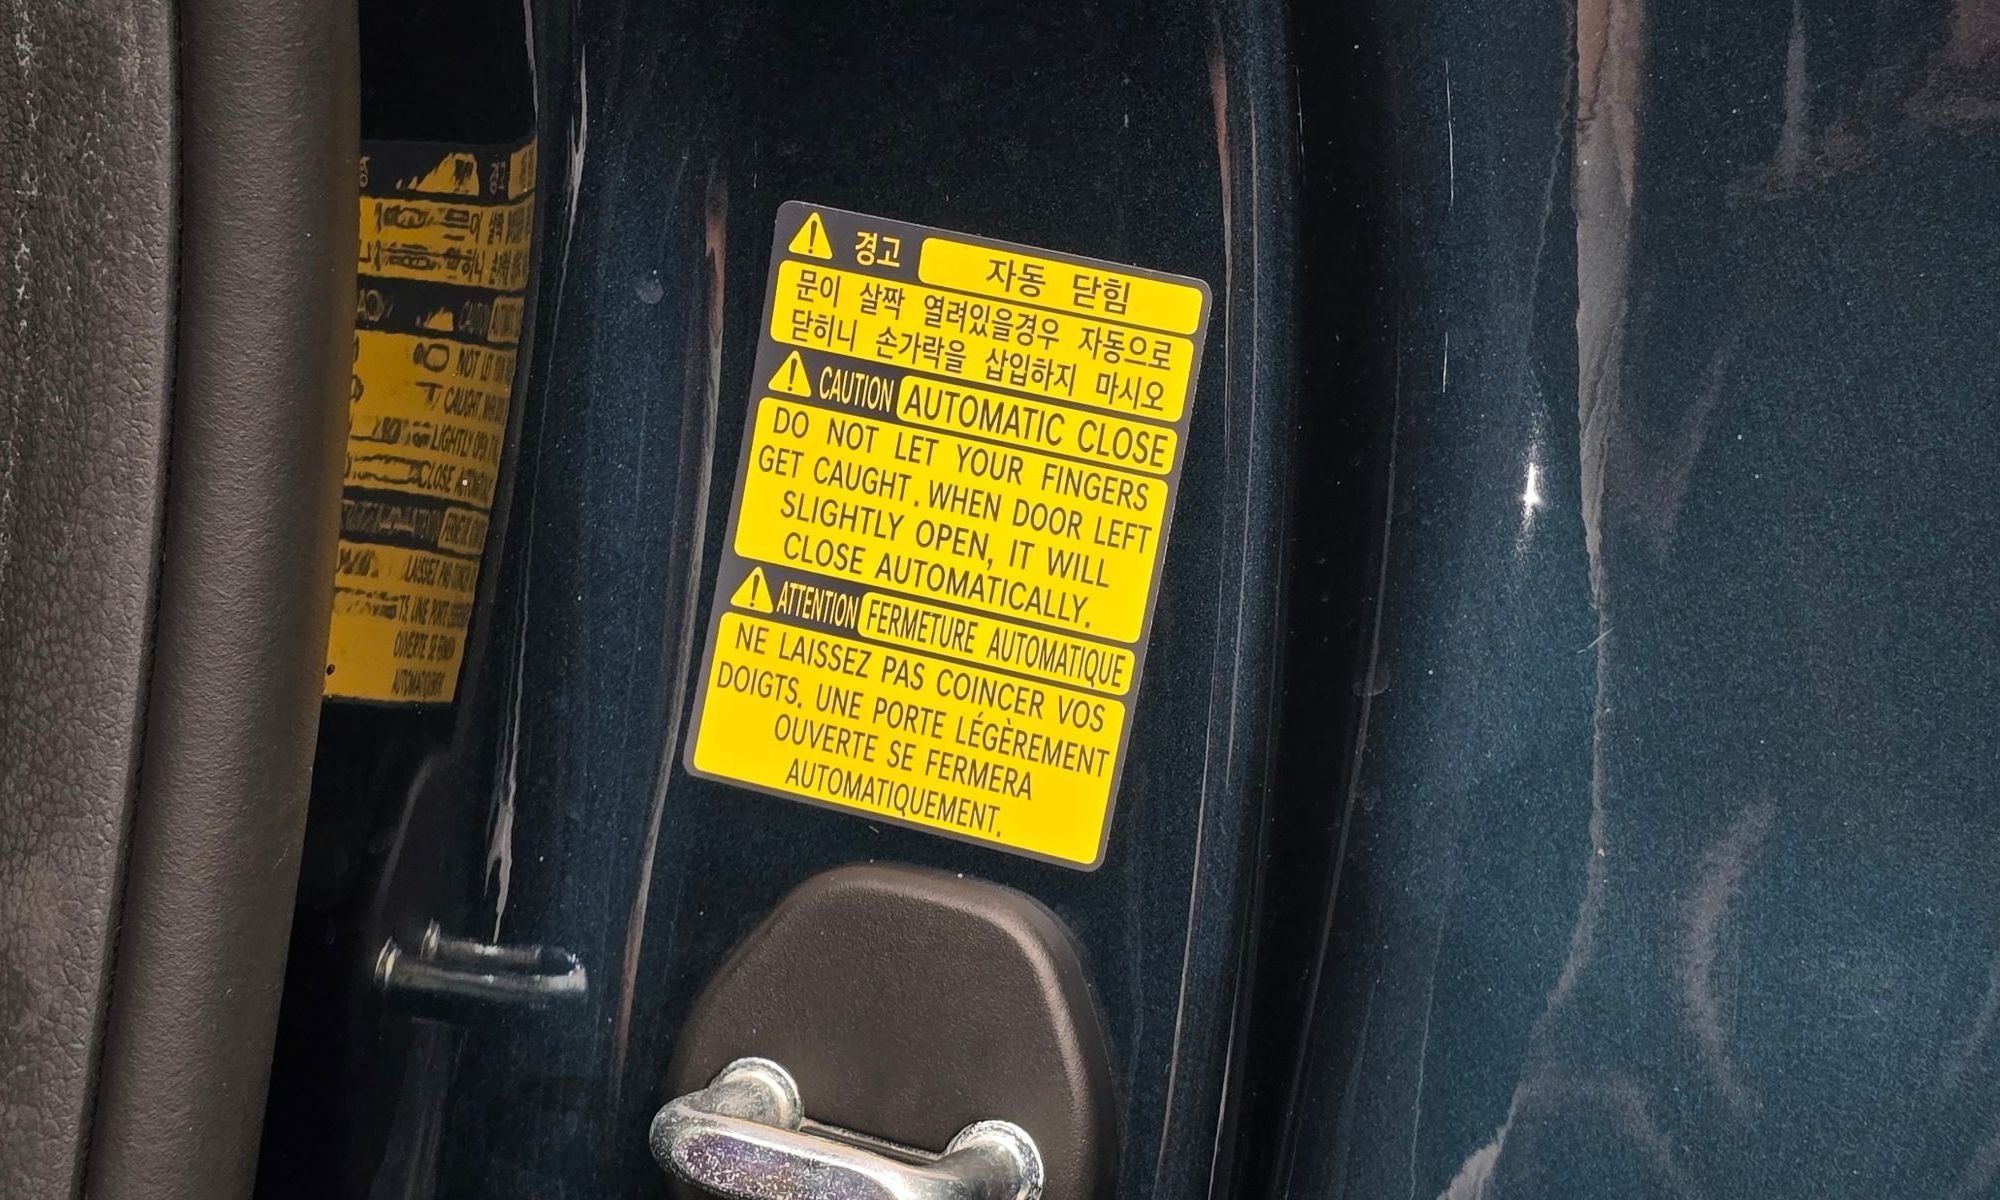 경고 자동 닫힘
문이 살짝 열려있을경우 자동으로
닫히니 손가락을 삽입하지 마시오
CAUTION AUTOMATIC CLOSE
DO NOT LET YOUR FINGERS
GET CAUGHT. WHEN DOOR LEFT
SLIGHTLY OPEN, IT WILL
CLOSE AUTOMATICALLY.
ATTENTION FERMETURE AUTOMATIQUE
NE LAISSEZ PAS COINCER VOS
DOIGTS. UNE PORTE LÉGÈREMENT
OUVERTE SE FERMERA
AUTOMATIQUEMENT.